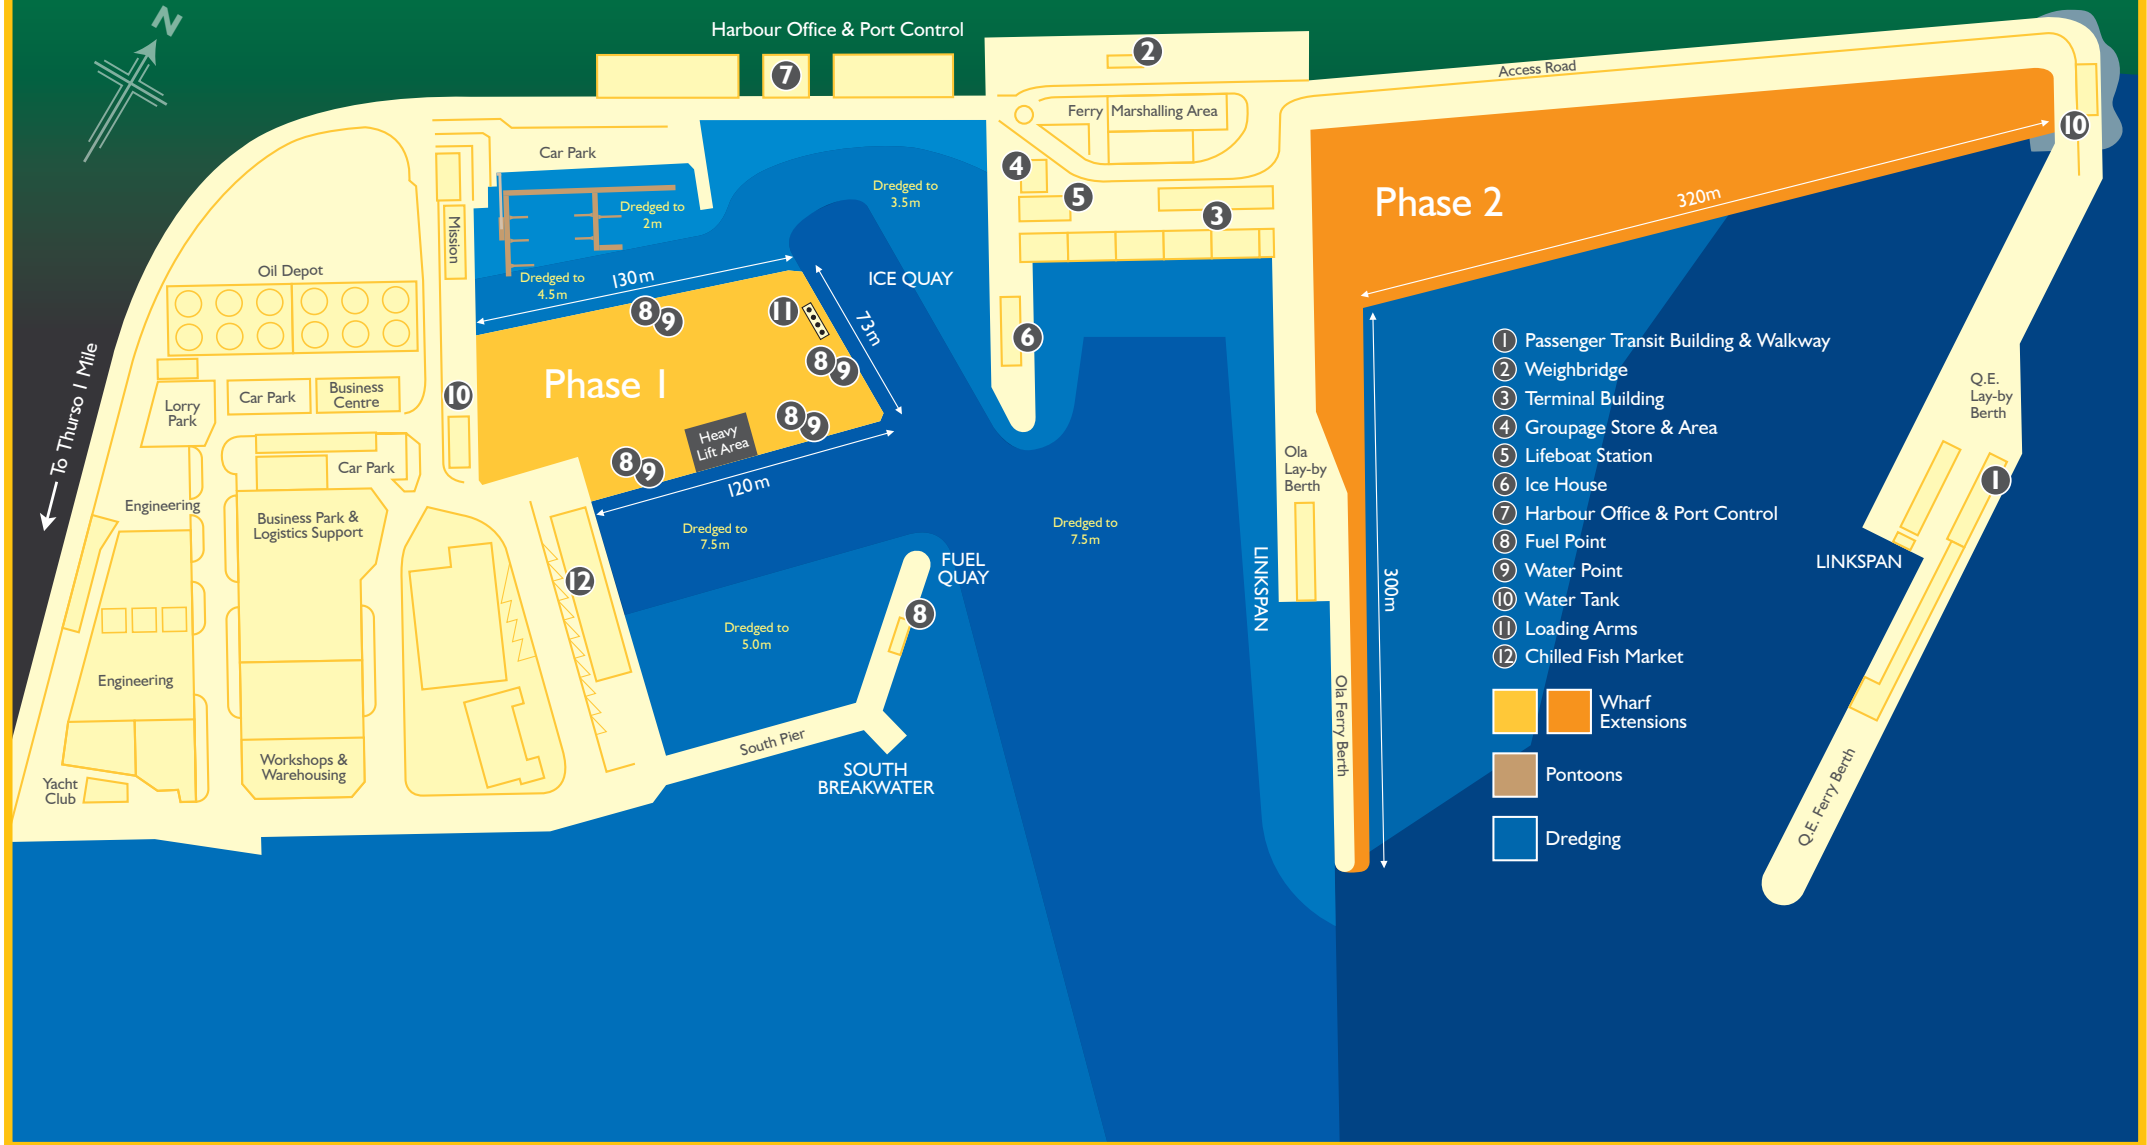 N
Harbour Office & Port Control
7
2
Access Road
Ferry Marshalling Area
10
Car Park
4
5
3
Mission
Dredged to
2m
Dredged to
3.5m
Phase 2
320m
Oil Depot
Dredged to
4.5m
130m
ICE QUAY
8
9
11
73m
6
To Thurso 1 Mile
Phase 1
8
9
Lorry
Park
Car Park
Business
Centre
10
8
9
Heavy
Lift Area
8
9
120m
Car Park
Engineering
Business Park &
Logistics Support
Dredged to
7.5m
Dredged to
7.5m
Ola
Lay-by
Berth
LINKSPAN
300m
12
FUEL
QUAY
8
Dredged to
5.0m
Engineering
Ola Ferry Berth
South Pier
SOUTH
BREAKWATER
Workshops &
Warehousing
Yacht
Club
1 Passenger Transit Building & Walkway
2 Weighbridge
3 Terminal Building
4 Groupage Store & Area
5 Lifeboat Station
6 Ice House
7 Harbour Office & Port Control
8 Fuel Point
9 Water Point
10 Water Tank
11 Loading Arms
12 Chilled Fish Market
Wharf
Extensions
Pontoons
Dredging
Q.E.
Lay-by
Berth
1
LINKSPAN
Q.E. Ferry Berth